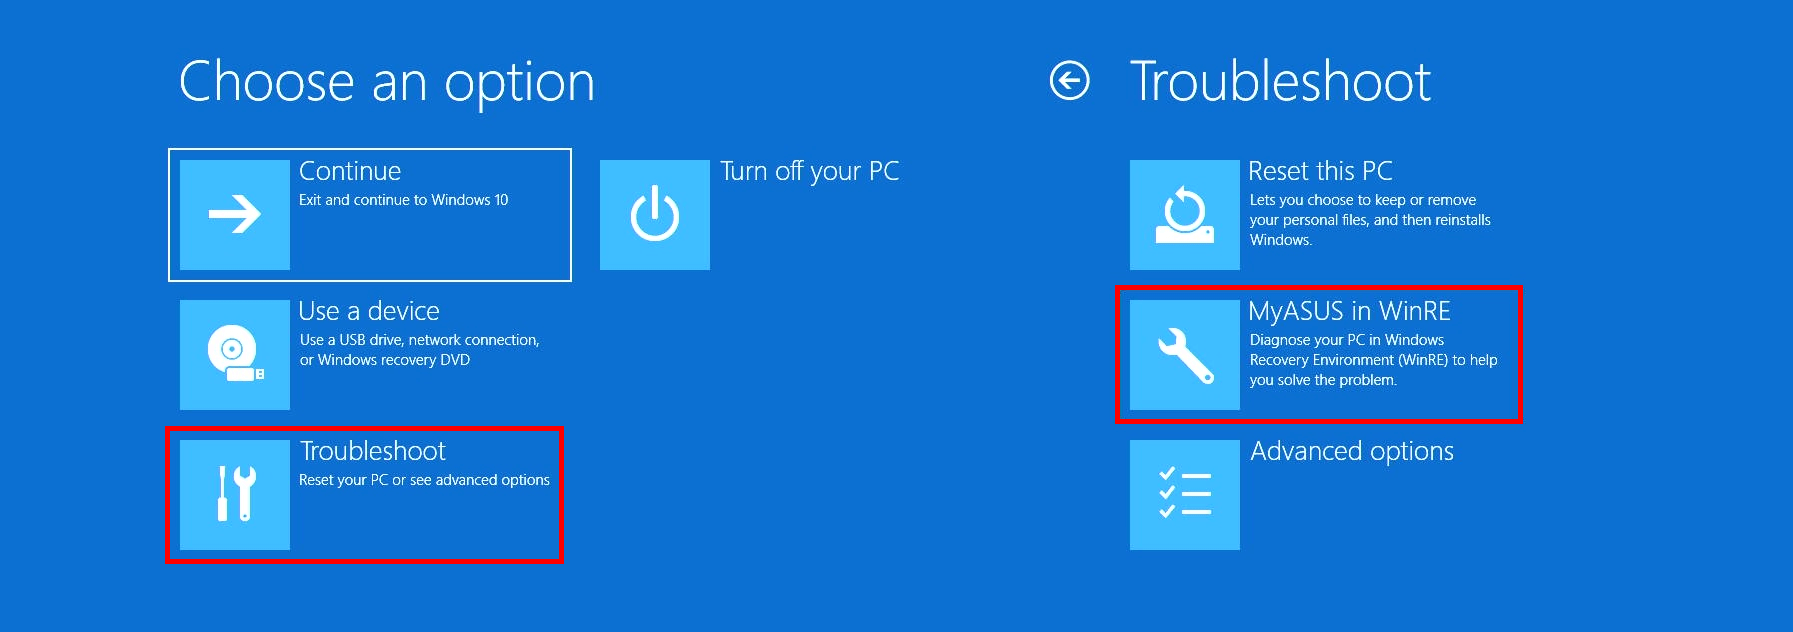 Choose an option
Continue
Exit and continue to Windows 10
Turn off your PC
Use a device
Use a USB drive, network connection,
or Windows recovery DVD
Troubleshoot
Reset your PC or see advanced options
Troubleshoot
Reset this PC
Lets you choose to keep or remove
your personal files, and then reinstalls
Windows.
MyASUS in WinRE
Diagnose your PC in Windows
Recovery Environment (WinRE) to help
you solve the problem.
Advanced options